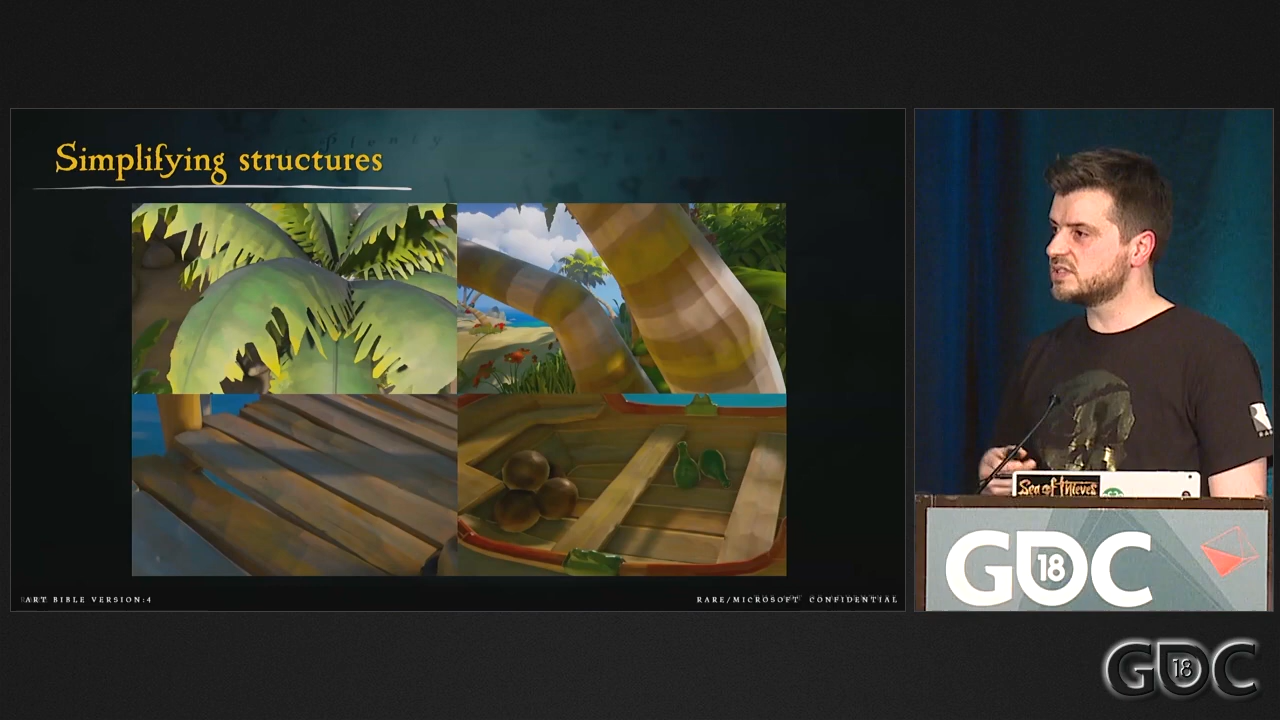 Simplifying structures
ART BIBLE VERSION:4
RARE/MICROSOFT CONFIDENTIAL
Sea of Thieves
GDC
18
GDC
18